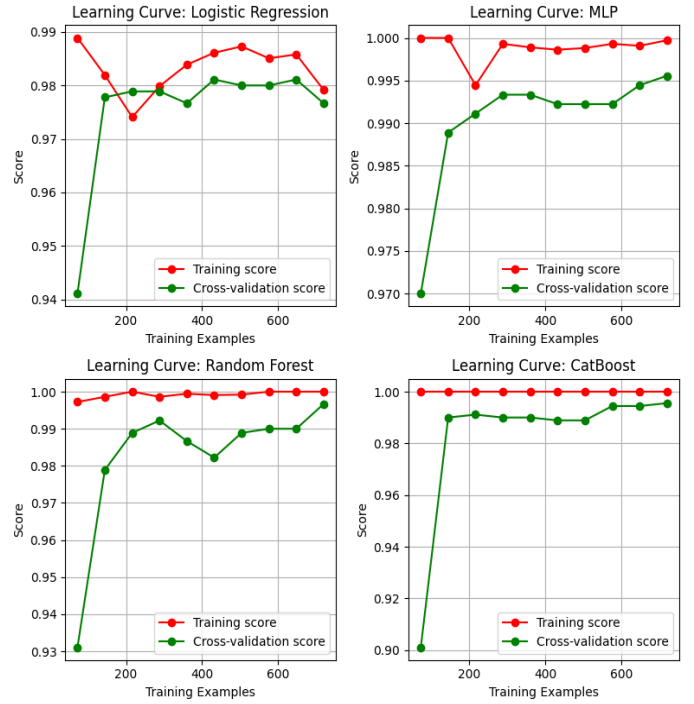 Learning Curve: Logistic Regression
0.99
0.98
0.97
0.96
0.95
0.94
Score
Training score
Cross-validation score
200
400
600
Training Examples
Learning Curve: MLP
1.000
0.995
0.990
0.985
0.980
0.975
0.970
Score
Training score
Cross-validation score
200
400
600
Training Examples
Learning Curve: Random Forest
1.00
0.99
0.98
0.97
0.96
0.95
0.94
0.93
Score
Training score
Cross-validation score
200
400
600
Training Examples
Learning Curve: CatBoost
1.00
0.98
0.96
0.94
0.92
0.90
Score
Training score
Cross-validation score
200
400
600
Training Examples